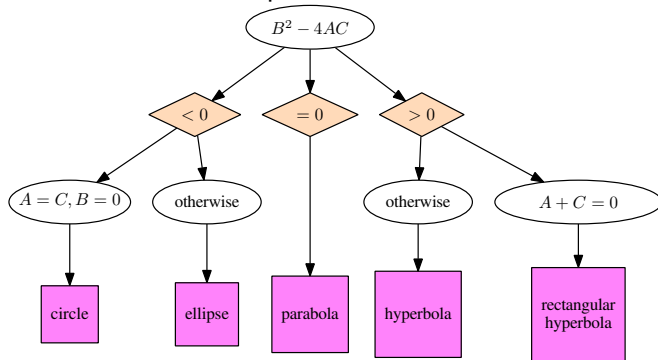 B² − 4AC
< 0
= 0
> 0
A = C, B = 0
otherwise
otherwise
A + C = 0
circle
ellipse
parabola
hyperbola
rectangular
hyperbola